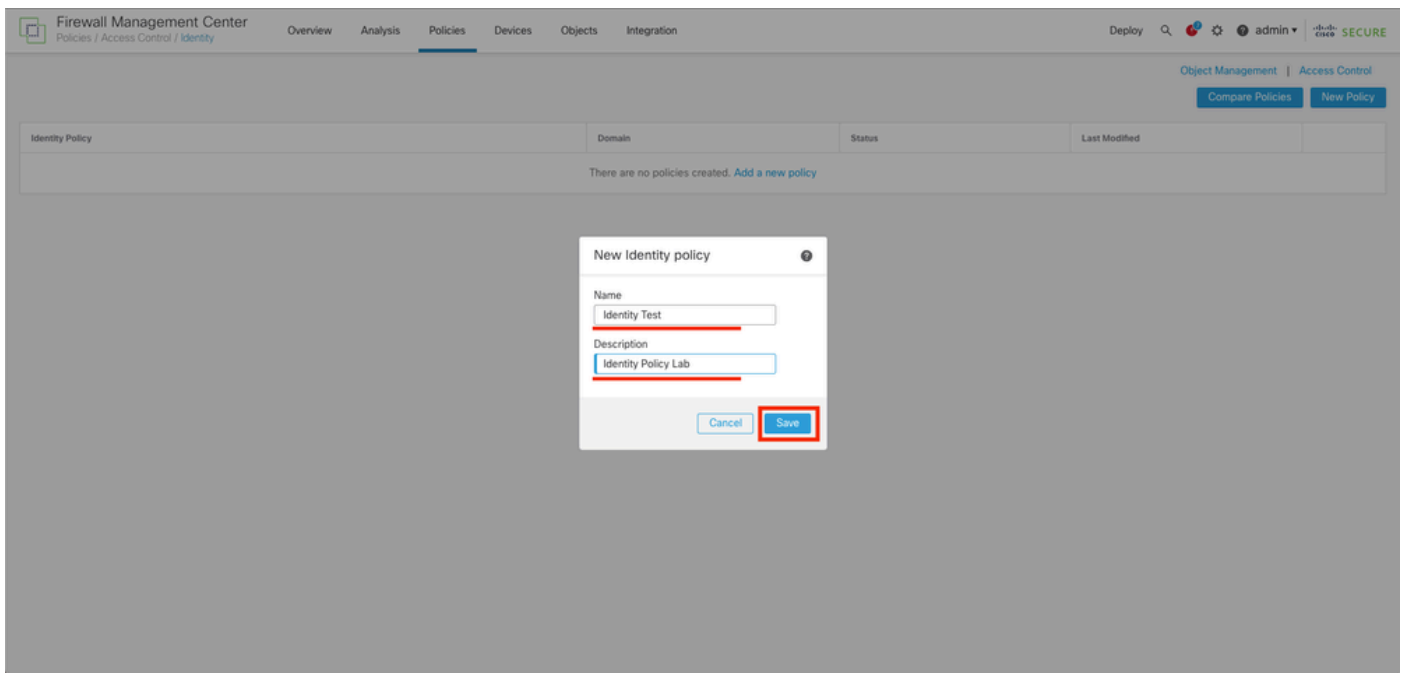 Firewall Management Center
Policies / Access Control / Identity
Overview Analysis Policies Devices Objects Integration Deploy admin cisco SECURE
Object Management | Access Control
Compare Policies New Policy
Identity Policy Domain Status Last Modified
There are no policies created. Add a new policy
New Identity policy
Name
Identity Test
Description
Identity Policy Lab
Cancel Save